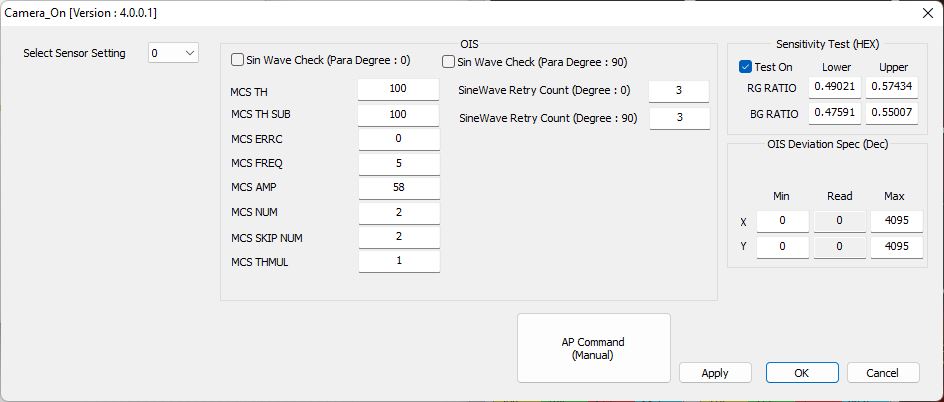 Camera_On [Version : 4.0.0.1]
Select Sensor Setting 0
OIS
Sin Wave Check (Para Degree : 0)
Sin Wave Check (Para Degree : 90)
MCS TH 100
MCS TH SUB 100
MCS ERRC 0
MCS FREQ 5
MCS AMP 58
MCS NUM 2
MCS SKIP NUM 2
MCS THMUL 1
SineWave Retry Count (Degree : 0) 3
SineWave Retry Count (Degree : 90) 3
Sensitivity Test (HEX)
Test On Lower Upper
RG RATIO 0.49021 0.57434
BG RATIO 0.47591 0.55007
OIS Deviation Spec (Dec)
Min Read Max
X 0 0 4095
Y 0 0 4095
AP Command
(Manual)
Apply OK Cancel